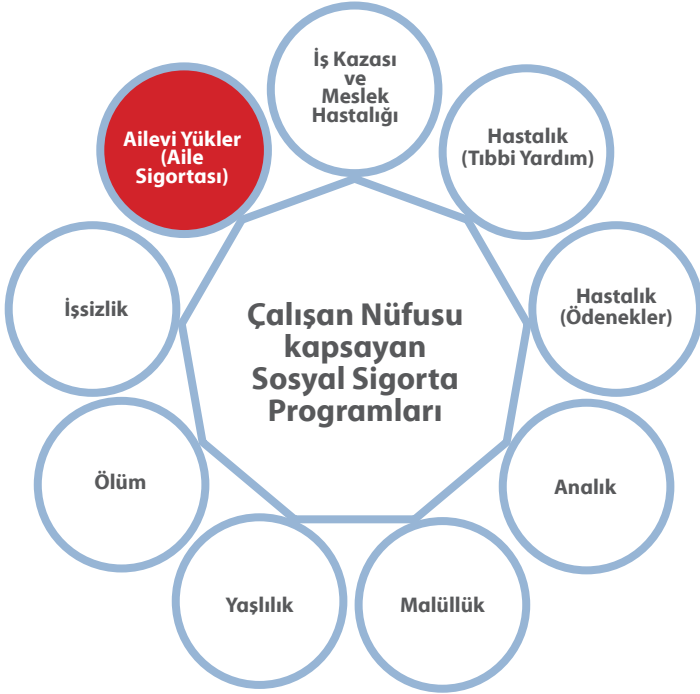 İş Kazası
ve
Meslek
Hastalığı
Hastalık
(Tıbbi Yardım)
Hastalık
(Ödenekler)
Analık
Malüllük
Yaşlılık
Ölüm
İşsizlik
Ailevi Yükler
(Aile
Sigortası)
Çalışan Nüfusu
kapsayan
Sosyal Sigorta
Programları